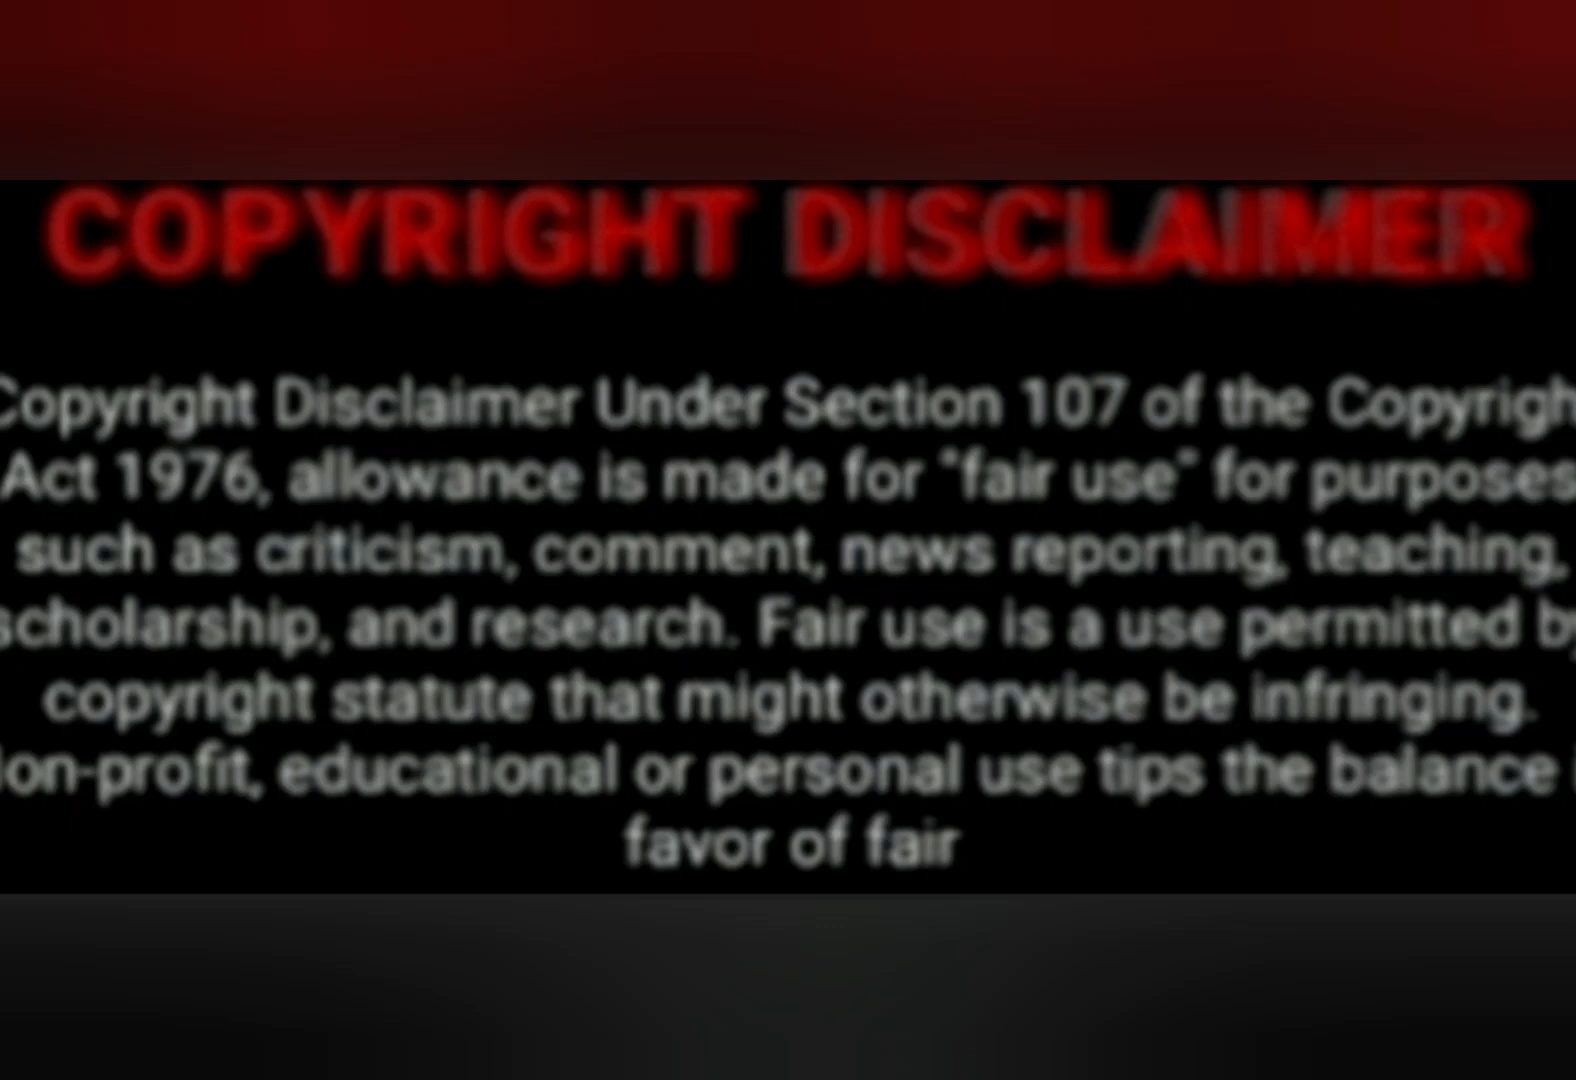 COPYRIGHT DISCLAIMER
Copyright Disclaimer Under Section 107 of the Copyrigh
Act 1976, allowance is made for "fair use" for purposes
such as criticism, comment, news reporting, teaching,
scholarship, and research. Fair use is a use permitted by
copyright statute that might otherwise be infringing.
on-profit, educational or personal use tips the balance i
favor of fair